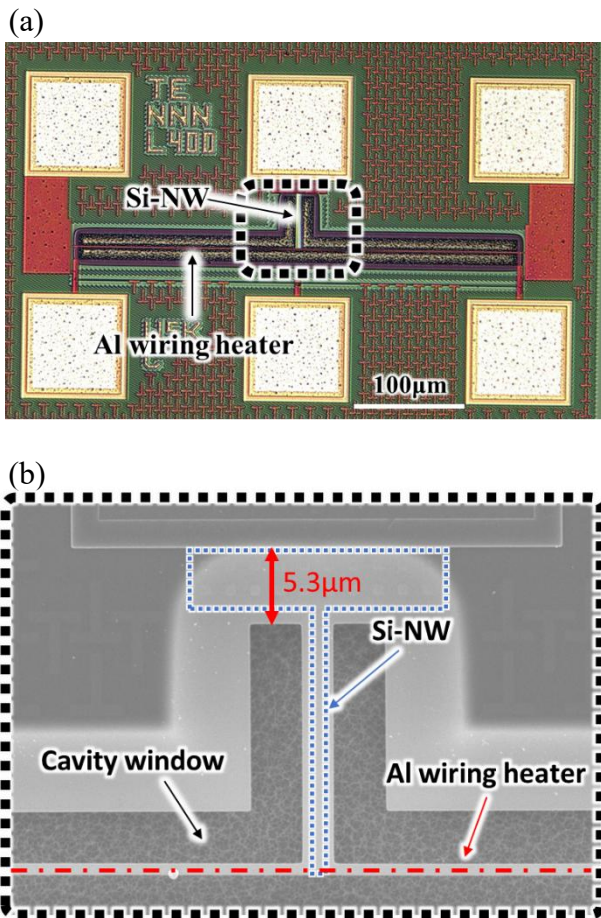 (a)
TE
NNN
L400
Si-NW
Al wiring heater
100μm
(b)
5.3μm
Si-NW
Cavity window
Al wiring heater